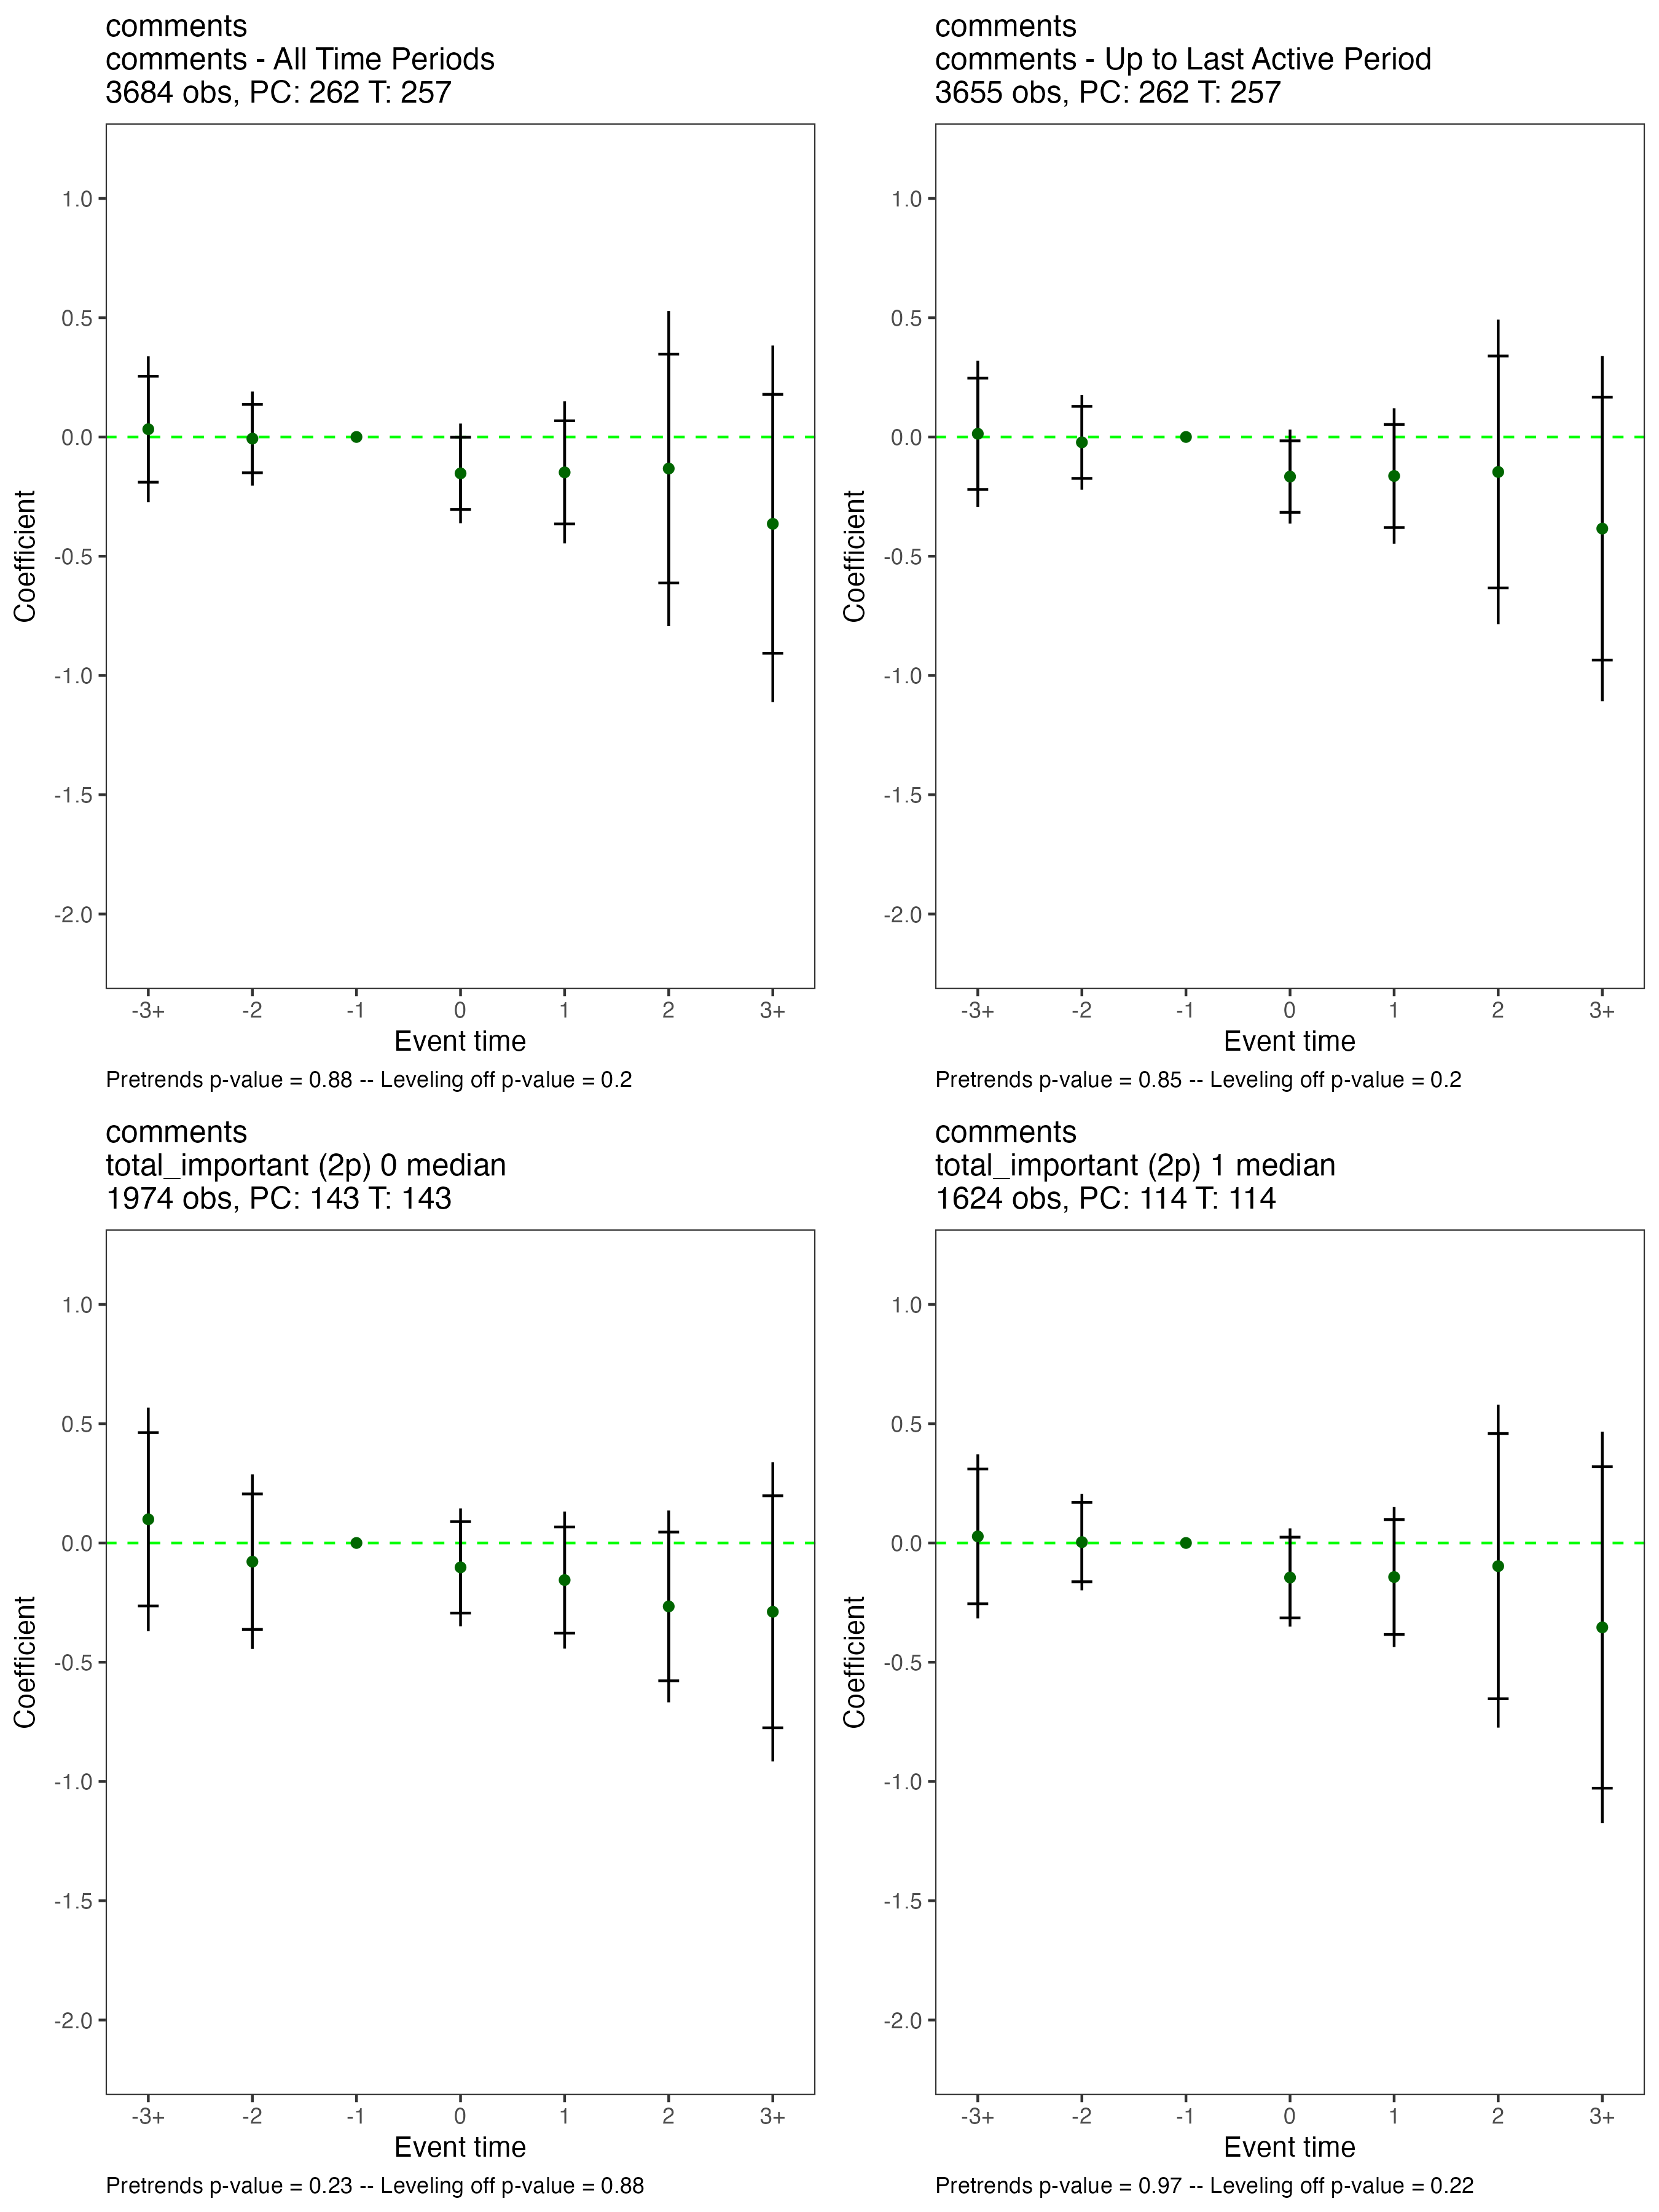 comments
comments - All Time Periods
3684 obs, PC: 262 T: 257
1.0
0.5
0.0
-0.5
-1.0
-1.5
-2.0
Coefficient
-3+ -2 -1 0 1 2 3+
Event time
Pretrends p-value = 0.88 -- Leveling off p-value = 0.2
comments
comments - Up to Last Active Period
3655 obs, PC: 262 T: 257
1.0
0.5
0.0
-0.5
-1.0
-1.5
-2.0
Coefficient
-3+ -2 -1 0 1 2 3+
Event time
Pretrends p-value = 0.85 -- Leveling off p-value = 0.2
comments
total_important (2p) 0 median
1974 obs, PC: 143 T: 143
1.0
0.5
0.0
-0.5
-1.0
-1.5
-2.0
Coefficient
-3+ -2 -1 0 1 2 3+
Event time
Pretrends p-value = 0.23 -- Leveling off p-value = 0.88
comments
total_important (2p) 1 median
1624 obs, PC: 114 T: 114
1.0
0.5
0.0
-0.5
-1.0
-1.5
-2.0
Coefficient
-3+ -2 -1 0 1 2 3+
Event time
Pretrends p-value = 0.97 -- Leveling off p-value = 0.22